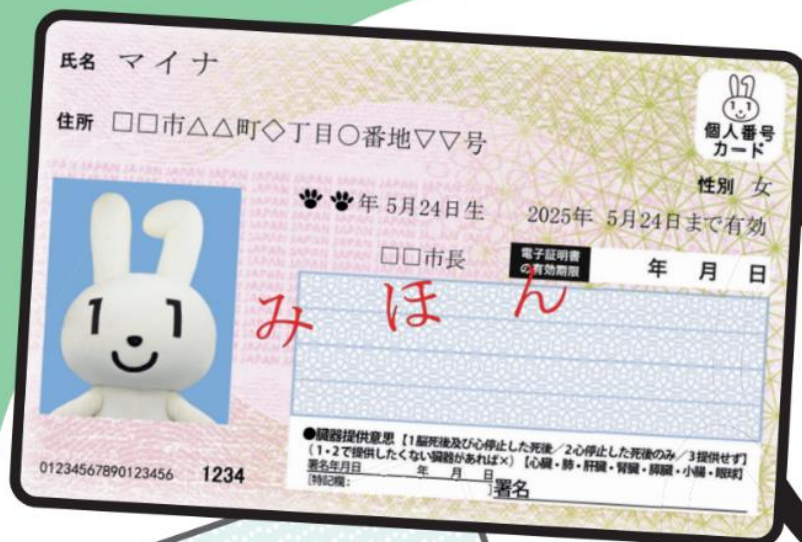 氏名 マイナ
個人番号
カード
住所 □□市△△町◇丁目○番地▽▽号
性別 女
年 5月24日生 2025年 5月24日まで有効
□□市長
電子証明書
の有効期限
年 月 日
みほん
●臓器提供意思【1脳死後及び心停止した死後/2心停止した死後のみ/3提供せず】
(1・2で提供したくない臓器があれば×)【心臓・肺・肝臓・腎臓・膵臓・小腸・眼球】
署名年月日 年 月 日
[特記欄: ]署名
01234567890123456 1234